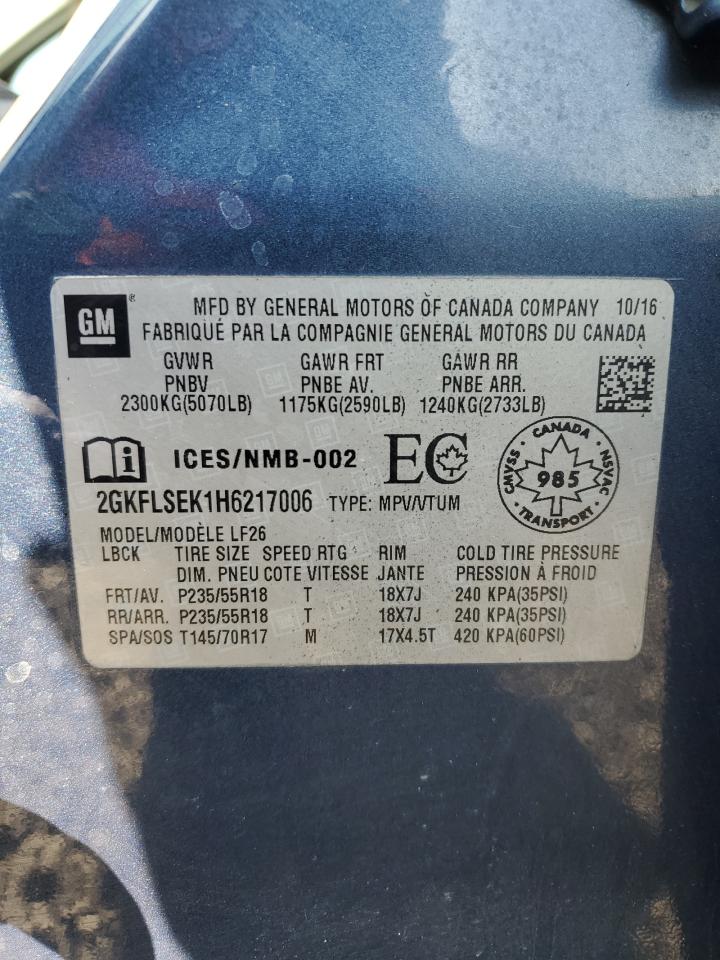 GM ®
MFD BY GENERAL MOTORS OF CANADA COMPANY 10/16
FABRIQUÉ PAR LA COMPAGNIE GENERAL MOTORS DU CANADA
GVWR GAWR FRT GAWR RR
PNBV PNBE AV. PNBE ARR.
2300KG(5070LB) 1175KG(2590LB) 1240KG(2733LB)
i ICES/NMB-002 EC
CANADA · NSVAC · TRANSPORT · CMVSS ·
985
2GKFLSEK1H6217006 TYPE: MPV/VTUM
MODEL/MODÈLE LF26
LBCK TIRE SIZE SPEED RTG RIM COLD TIRE PRESSURE
DIM. PNEU COTE VITESSE JANTE PRESSION À FROID
FRT/AV. P235/55R18 T 18X7J 240 KPA(35PSI)
RR/ARR. P235/55R18 T 18X7J 240 KPA(35PSI)
SPA/SOS T145/70R17 M 17X4.5T 420 KPA(60PSI)